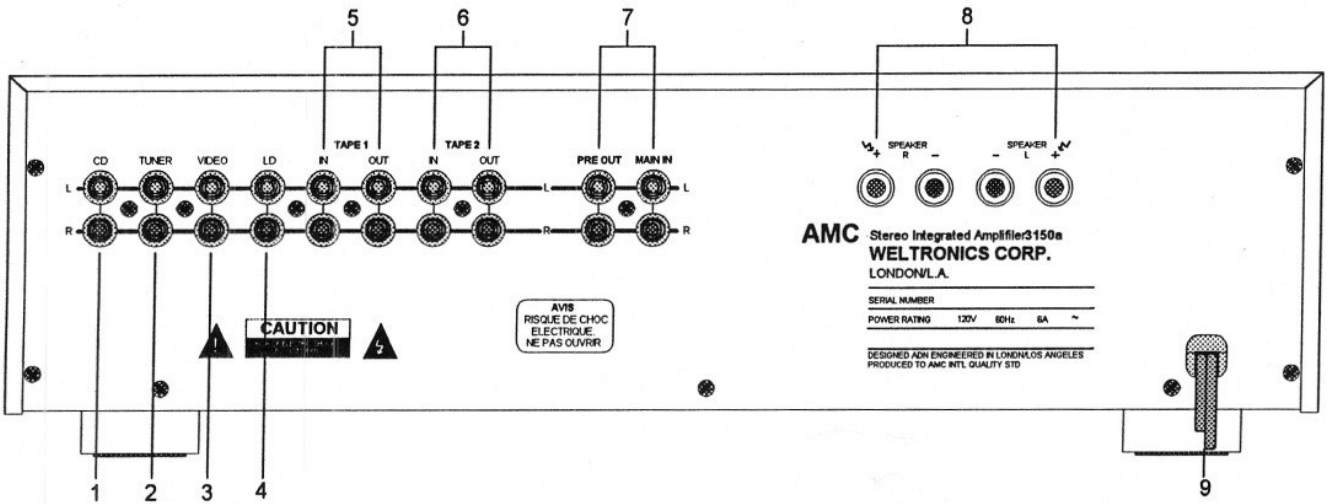 5 6 7 8
TAPE 1 TAPE 2
CD TUNER VIDEO LD IN OUT IN OUT PRE OUT MAIN IN
+ SPEAKER R − − SPEAKER L +
L L L
R R R
AMC Stereo Integrated Amplifiler3150a
WELTRONICS CORP.
LONDON/L.A.
SERIAL NUMBER
POWER RATING 120V 60Hz 6A ~
DESIGNED ADN ENGINEERED IN LONDN/LOS ANGELES
PRODUCED TO AMC INTL QUALITY STD
CAUTION
!
AVIS
RISQUE DE CHOC
ELECTRIQUE.
NE PAS OUVRIR
1 2 3 4 9